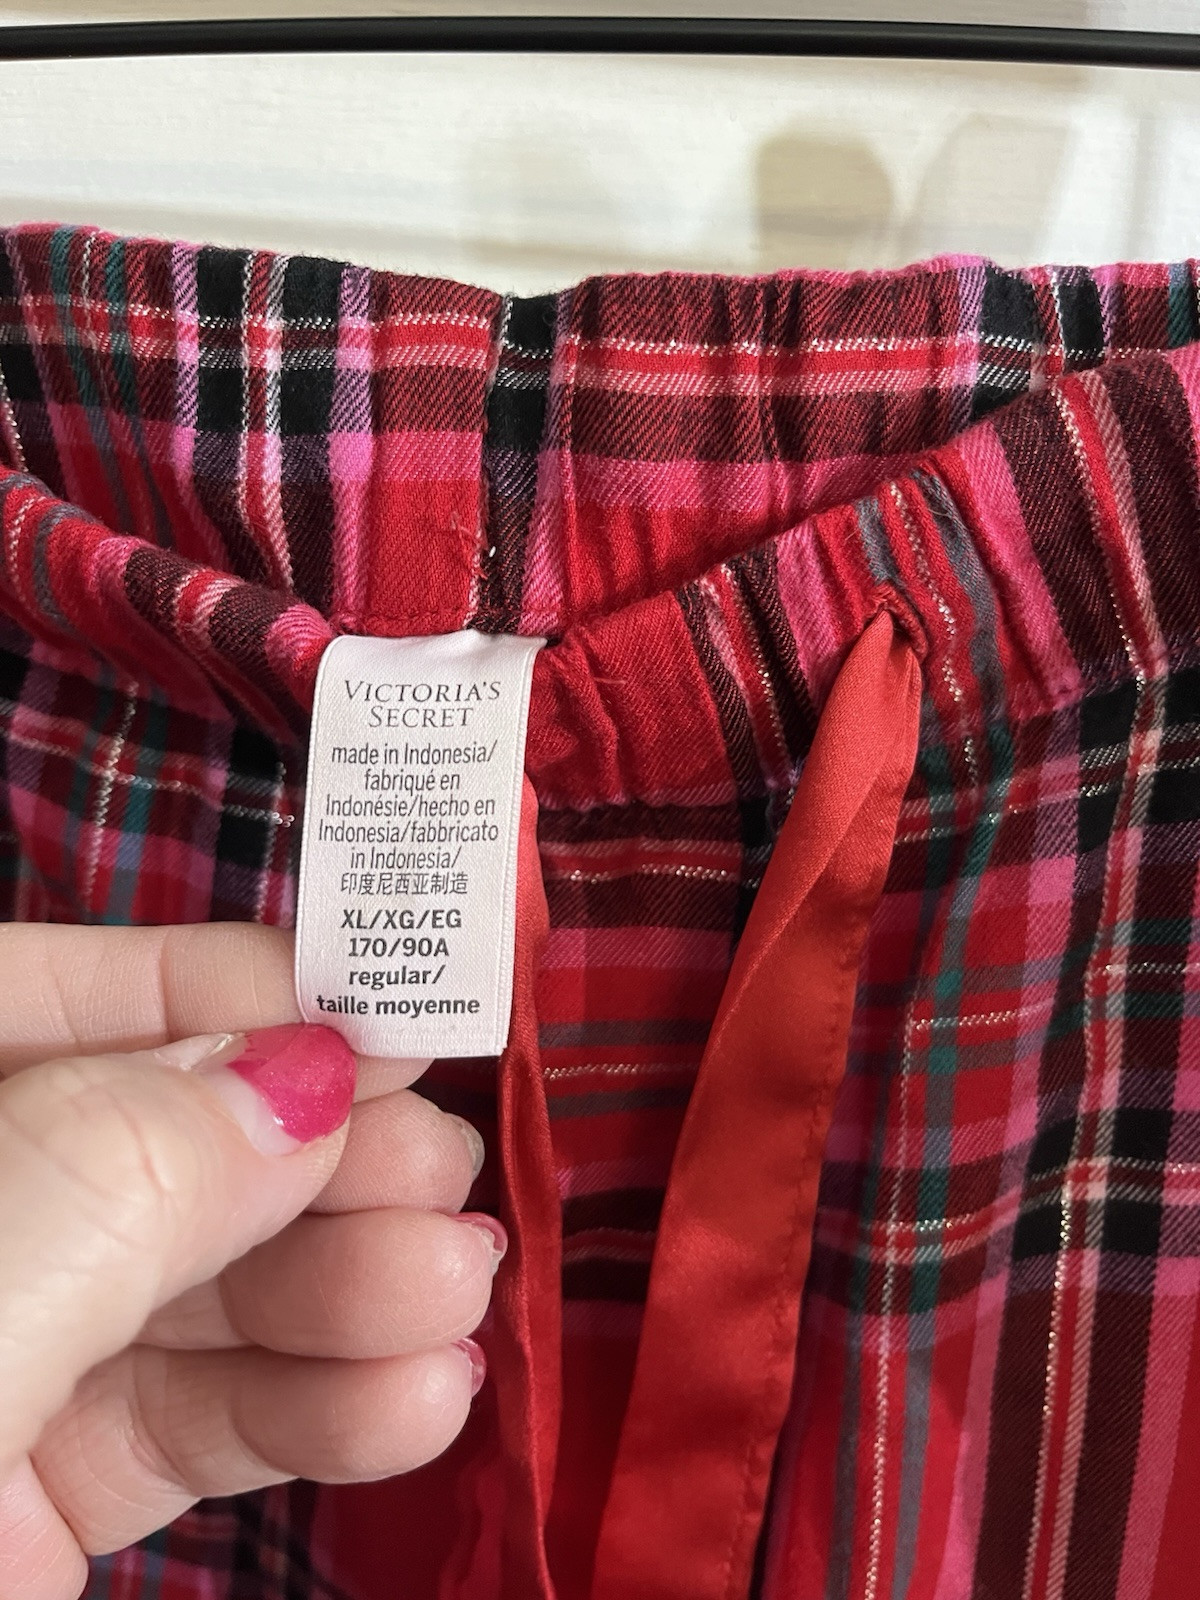 VICTORIA'S
SECRET
made in Indonesia/
fabriqué en
Indonésie/hecho en
Indonesia/fabbricato
in Indonesia/
印度尼西亚制造
XL/XG/EG
170/90A
regular/
taille moyenne